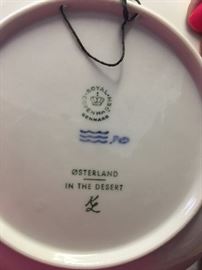 ROYAL
COPENHAGEN
DENMARK
ØSTERLAND
IN THE DESERT